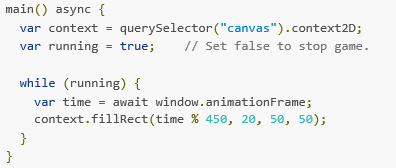 main() async {
  var context = querySelector("canvas").context2D;
  var running = true;    // Set false to stop game.

  while (running) {
    var time = await window.animationFrame;
    context.fillRect(time % 450, 20, 50, 50);
  }
}